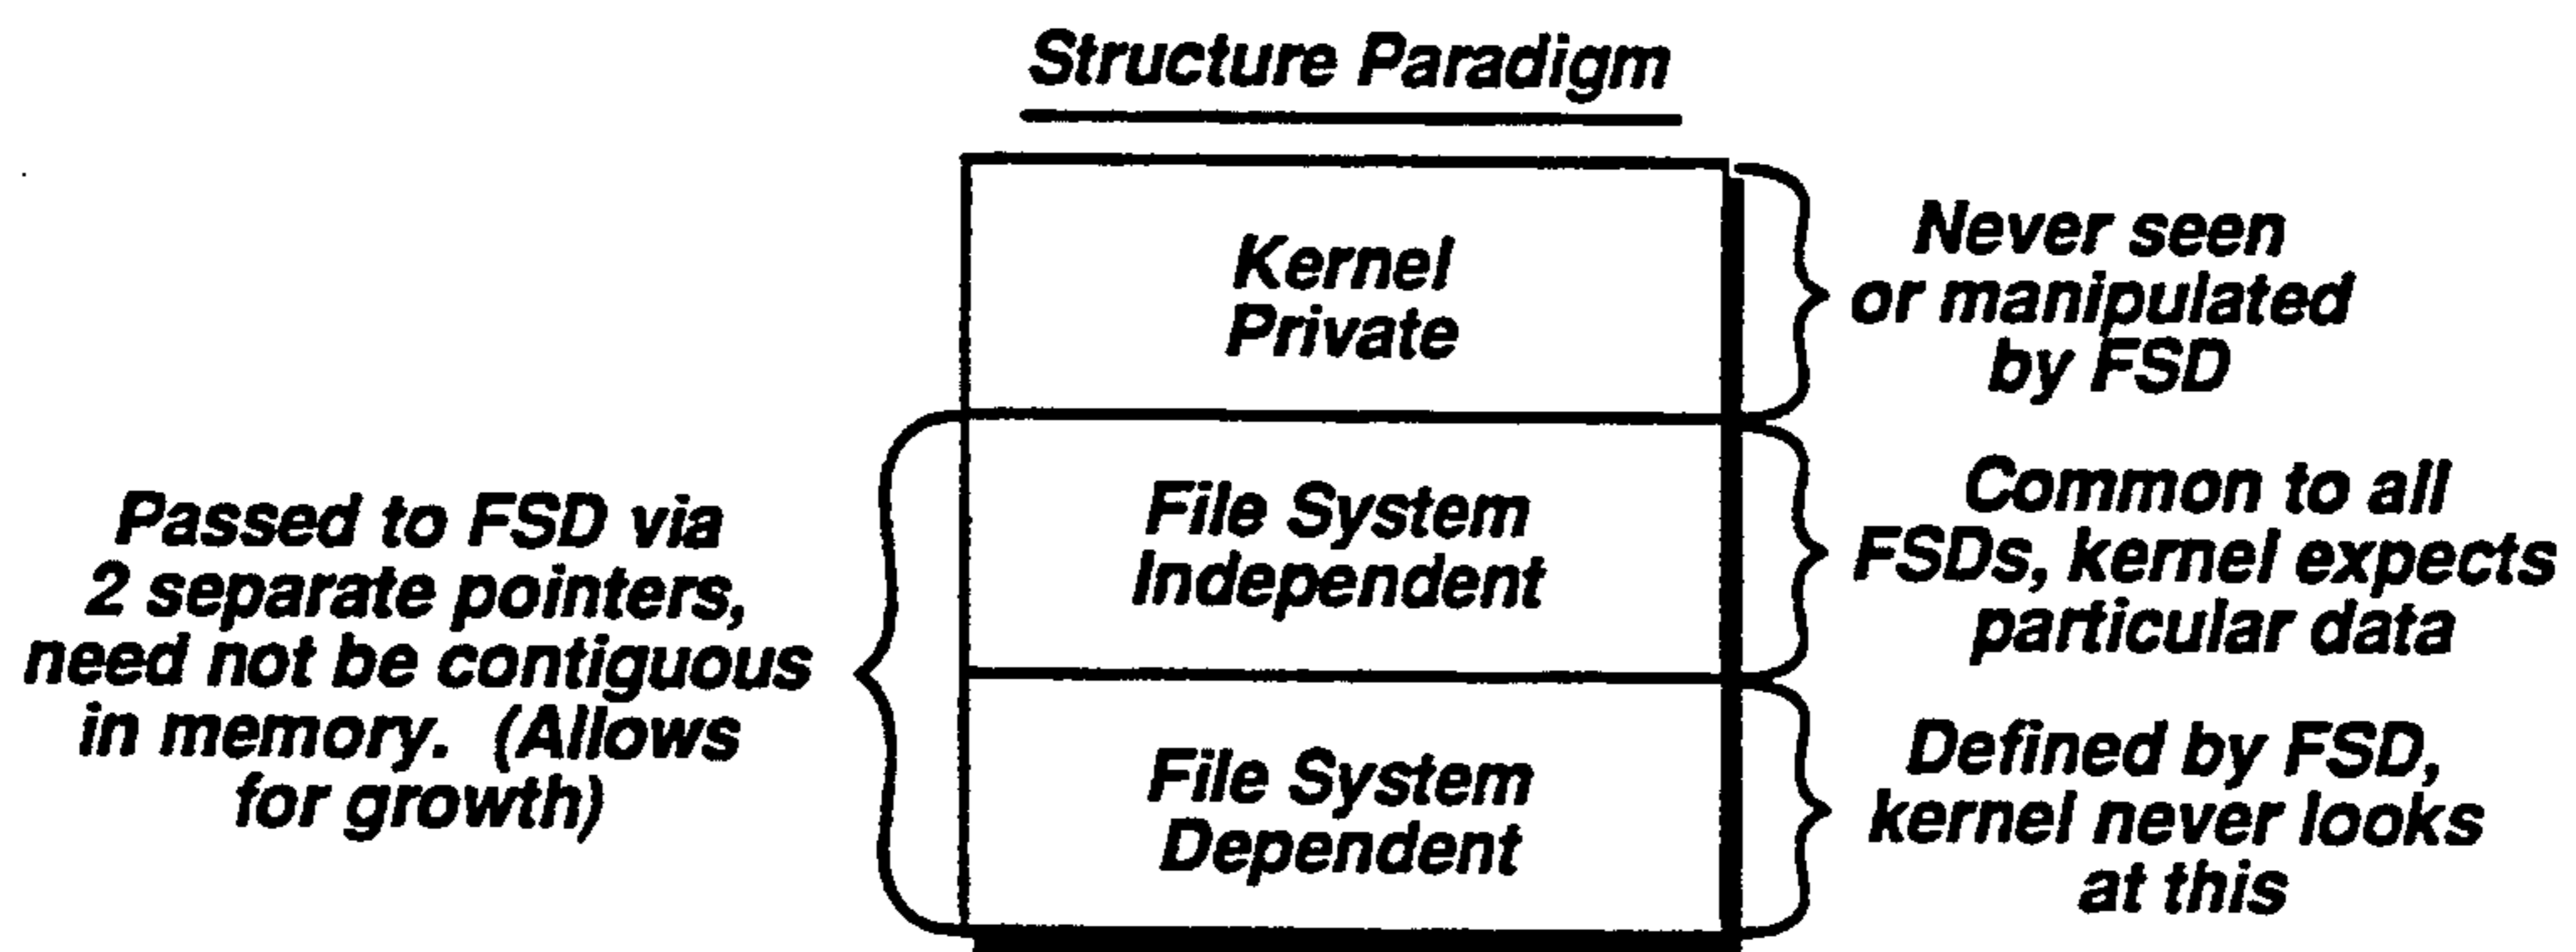 Structure Paradigm
Kernel
Private
Never seen
or manipulated
by FSD
Passed to FSD via
2 separate pointers,
need not be contiguous
in memory. (Allows
for growth)
File System
Independent
Common to all
FSDs, kernel expects
particular data
File System
Dependent
Defined by FSD,
kernel never looks
at this